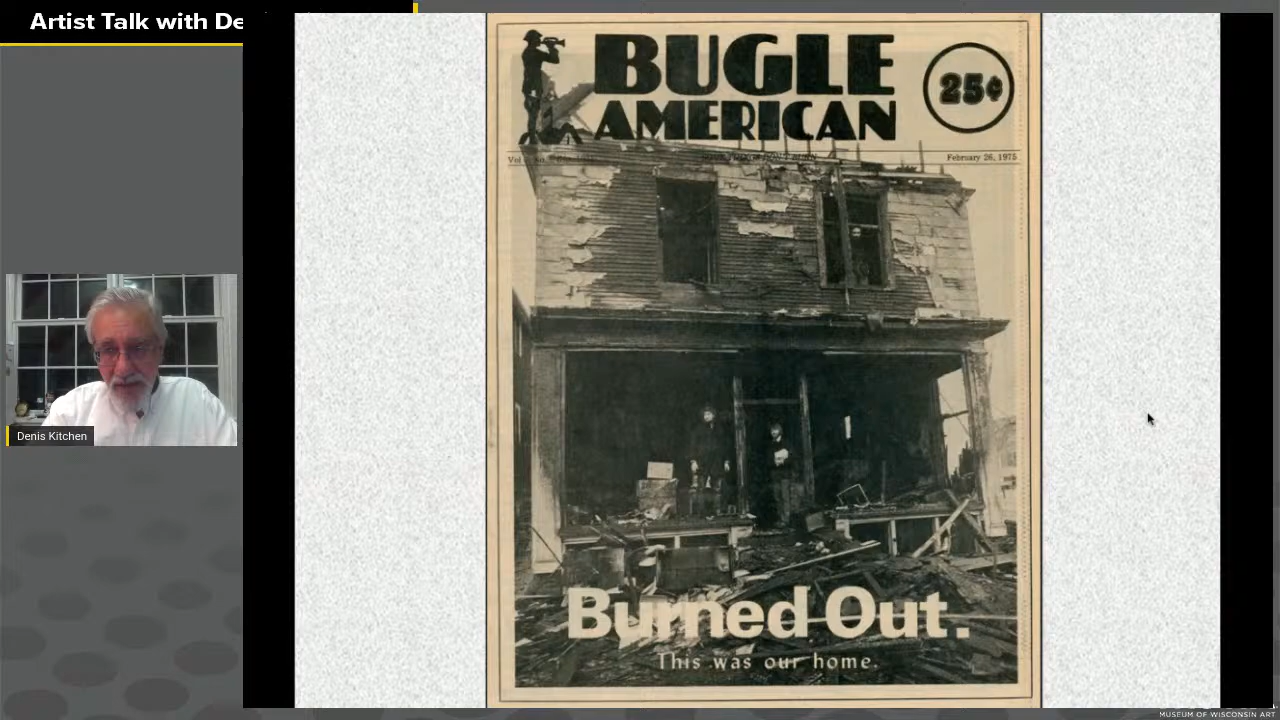 Artist Talk with De
BUGLE
AMERICAN
25¢
Vol
February 26, 1975
Denis Kitchen
Burned Out.
This was our home.
MUSEUM OF WISCONSIN ART